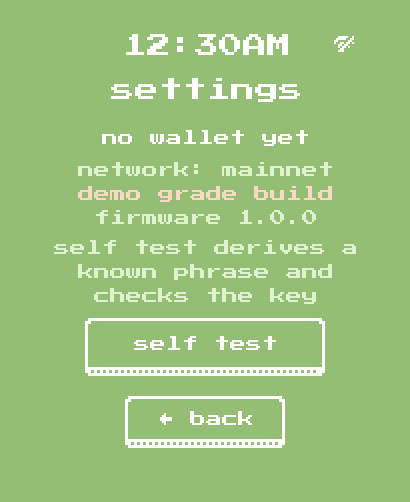 12:30AM
settings
no wallet yet
network: mainnet
demo grade build
firmware 1.0.0
self test derives a
known phrase and
checks the key
self test
← back